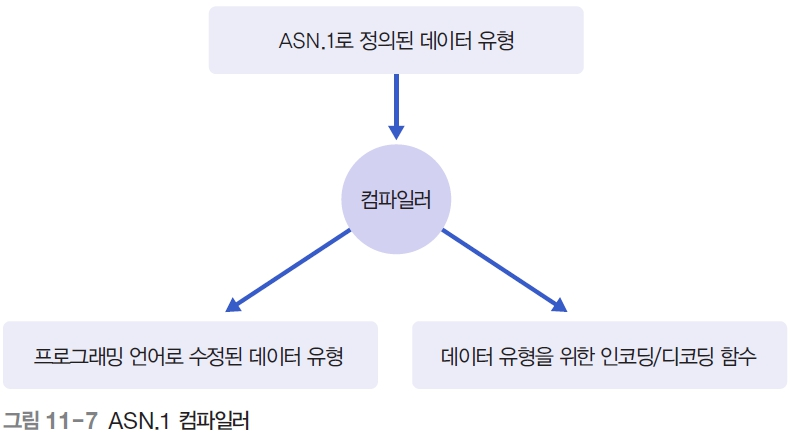 ASN.1로 정의된 데이터 유형
컴파일러
프로그래밍 언어로 수정된 데이터 유형
데이터 유형을 위한 인코딩/디코딩 함수
그림 11-7 ASN.1 컴파일러